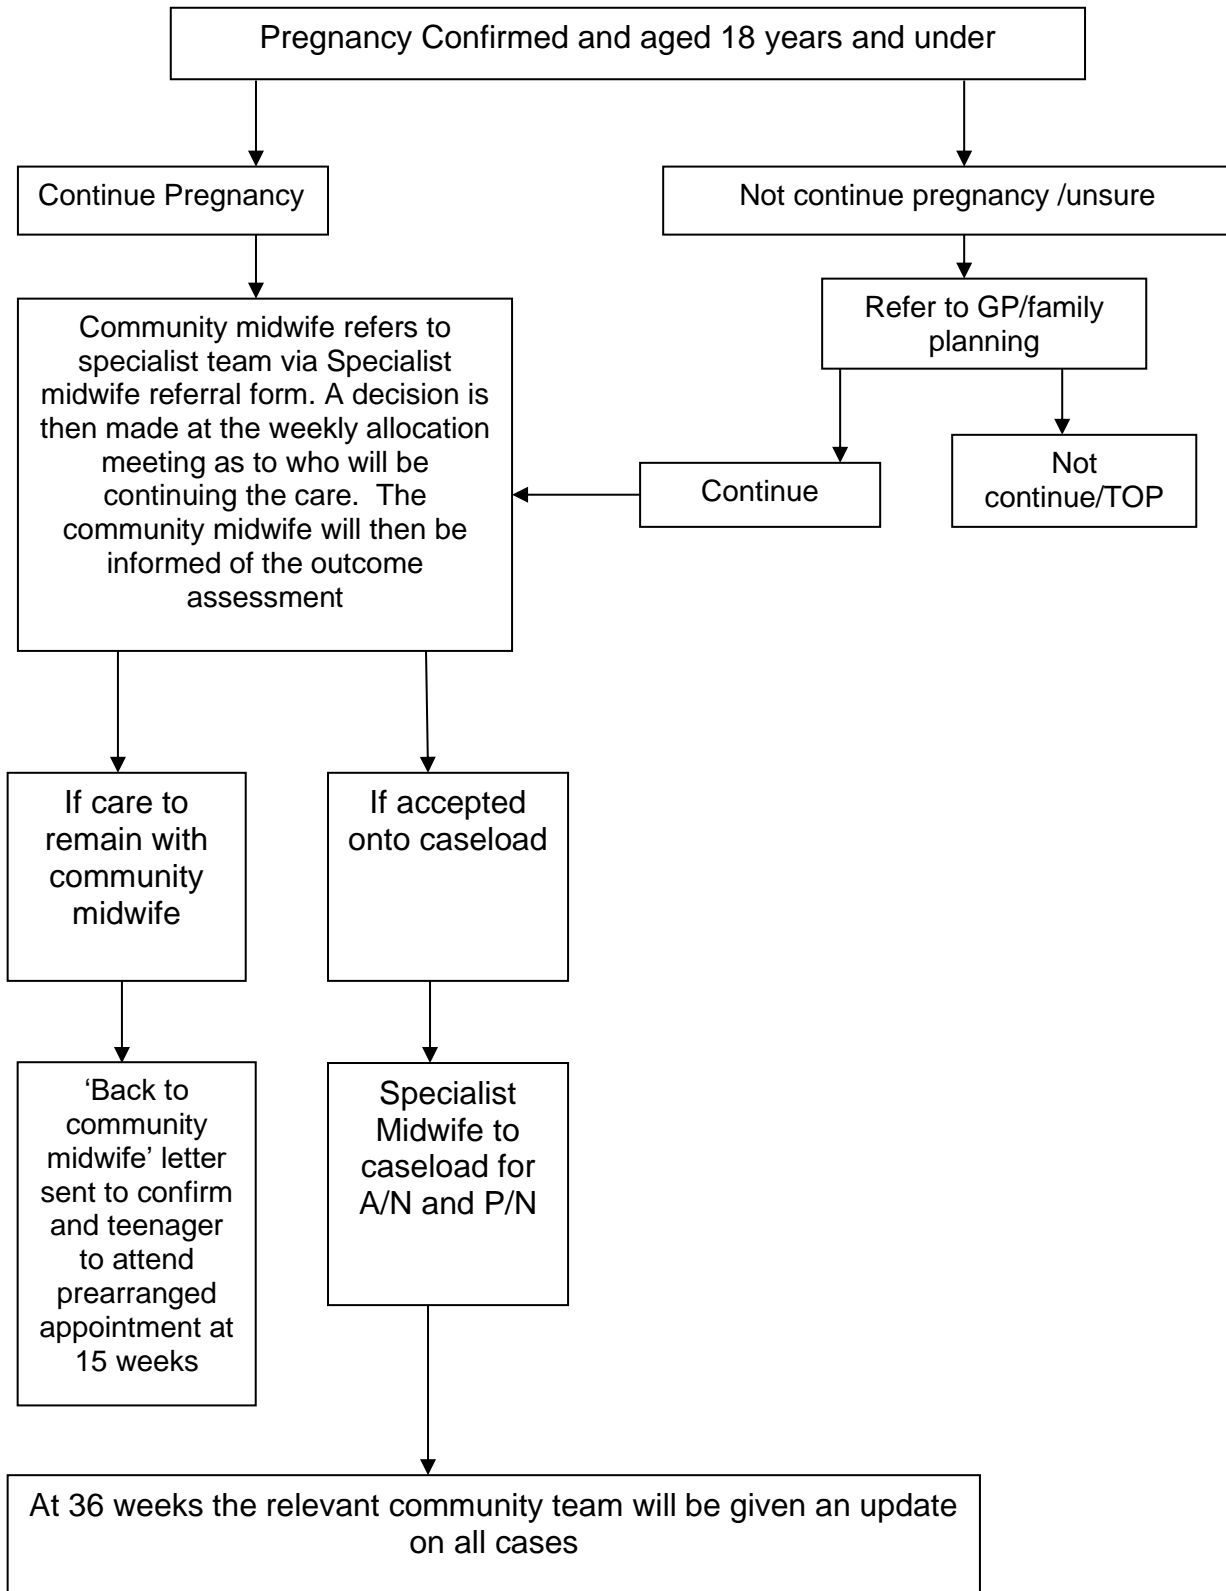 Pregnancy Confirmed and aged 18 years and under
Continue Pregnancy
Not continue pregnancy /unsure
Refer to GP/family
planning
Community midwife refers to
specialist team via Specialist
midwife referral form. A decision is
then made at the weekly allocation
meeting as to who will be
continuing the care.  The
community midwife will then be
informed of the outcome
assessment
Continue
Not
continue/TOP
If care to
remain with
community
midwife
If accepted
onto caseload
‘Back to
community
midwife’ letter
sent to confirm
and teenager
to attend
prearranged
appointment at
15 weeks
Specialist
Midwife to
caseload for
A/N and P/N
At 36 weeks the relevant community team will be given an update
on all cases